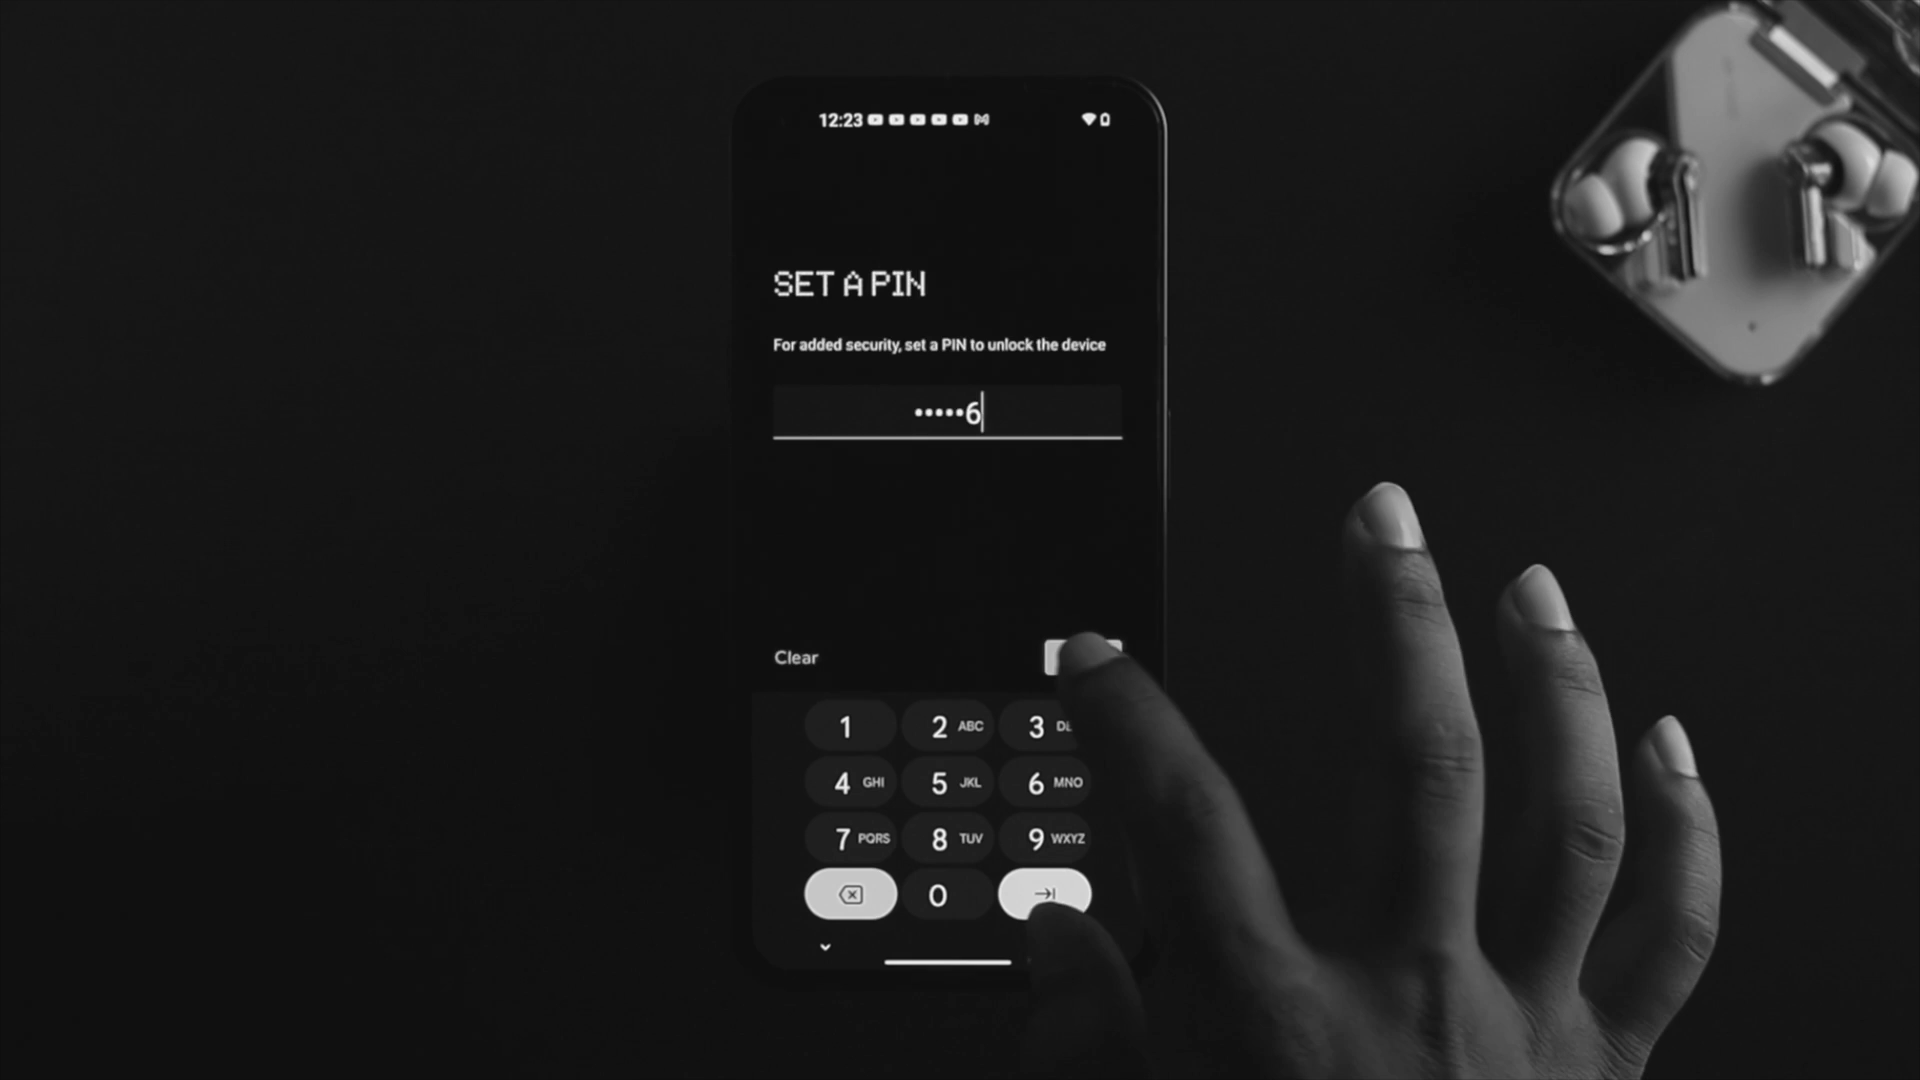 12:23
SET A PIN
For added security, set a PIN to unlock the device
•••••6
Clear
1 2 ABC 3
4 GHI 5 JKL 6 MNO
7 PQRS 8 TUV 9 WXYZ
0